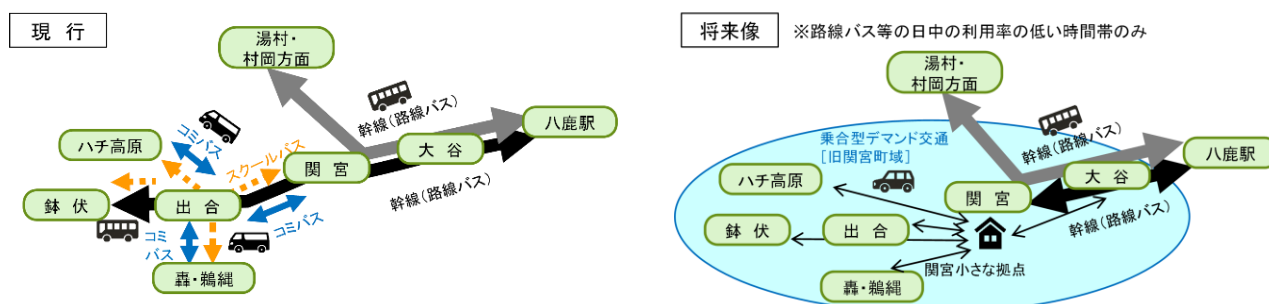 現 行
湯村・
村岡方面
幹線(路線バス)
八鹿駅
コミバス
ハチ高原
スクールバス
関宮
大谷
幹線(路線バス)
鉢伏
出合
コミバス
コミ
バス
轟・鵜縄
将来像
※路線バス等の日中の利用率の低い時間帯のみ
湯村・
村岡方面
幹線(路線バス)
八鹿駅
乗合型デマンド交通
[旧関宮町域]
大谷
ハチ高原
関宮
幹線(路線バス)
鉢伏
出合
関宮小さな拠点
轟・鵜縄